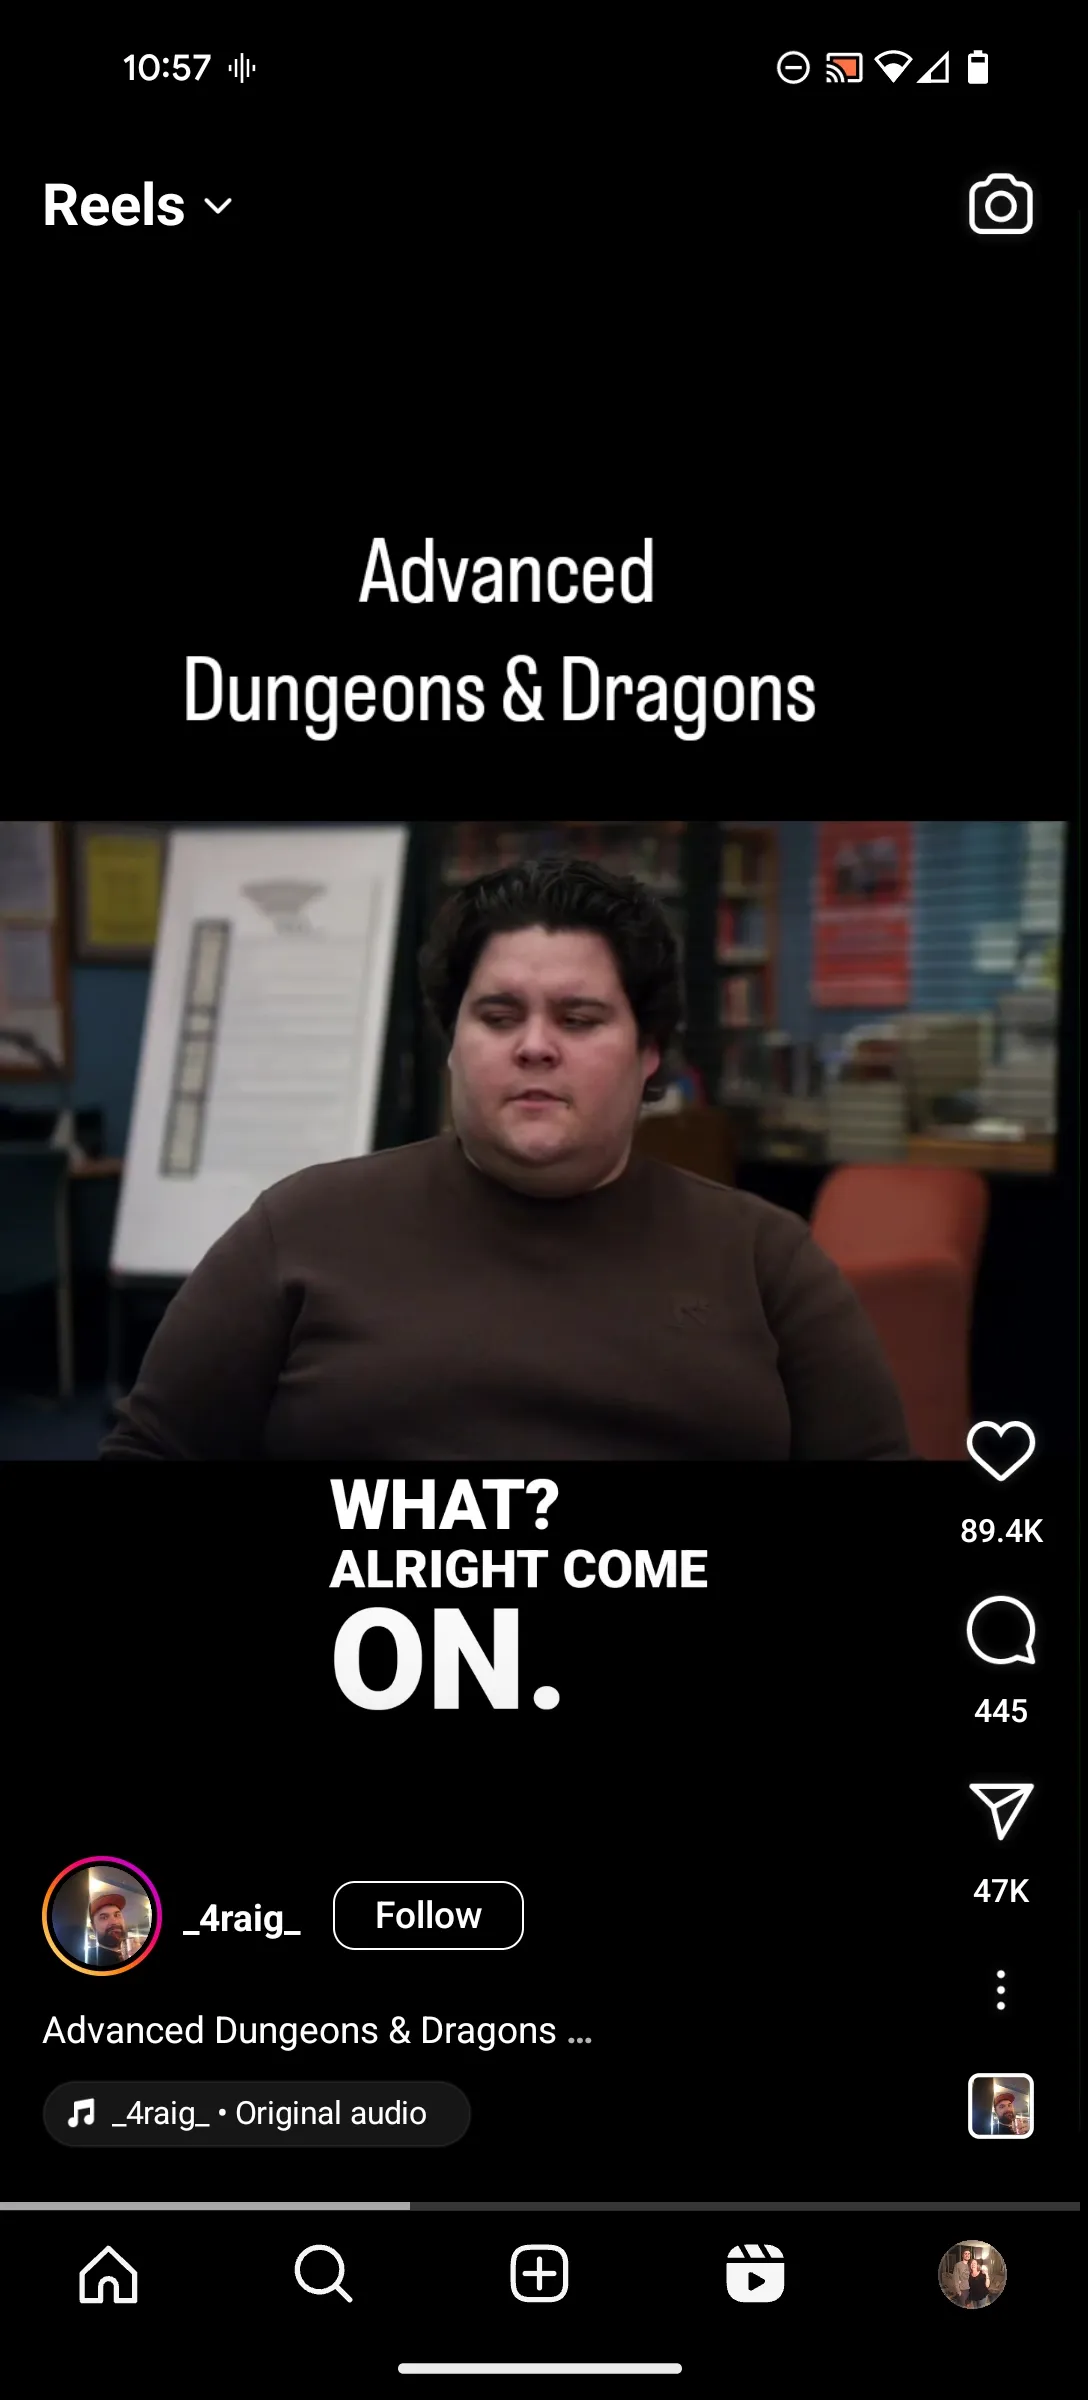 10:57
Reels
Advanced
Dungeons & Dragons
WHAT?
ALRIGHT COME
ON.
89.4K
445
47K
_4raig_
Follow
Advanced Dungeons & Dragons ...
_4raig_ • Original audio